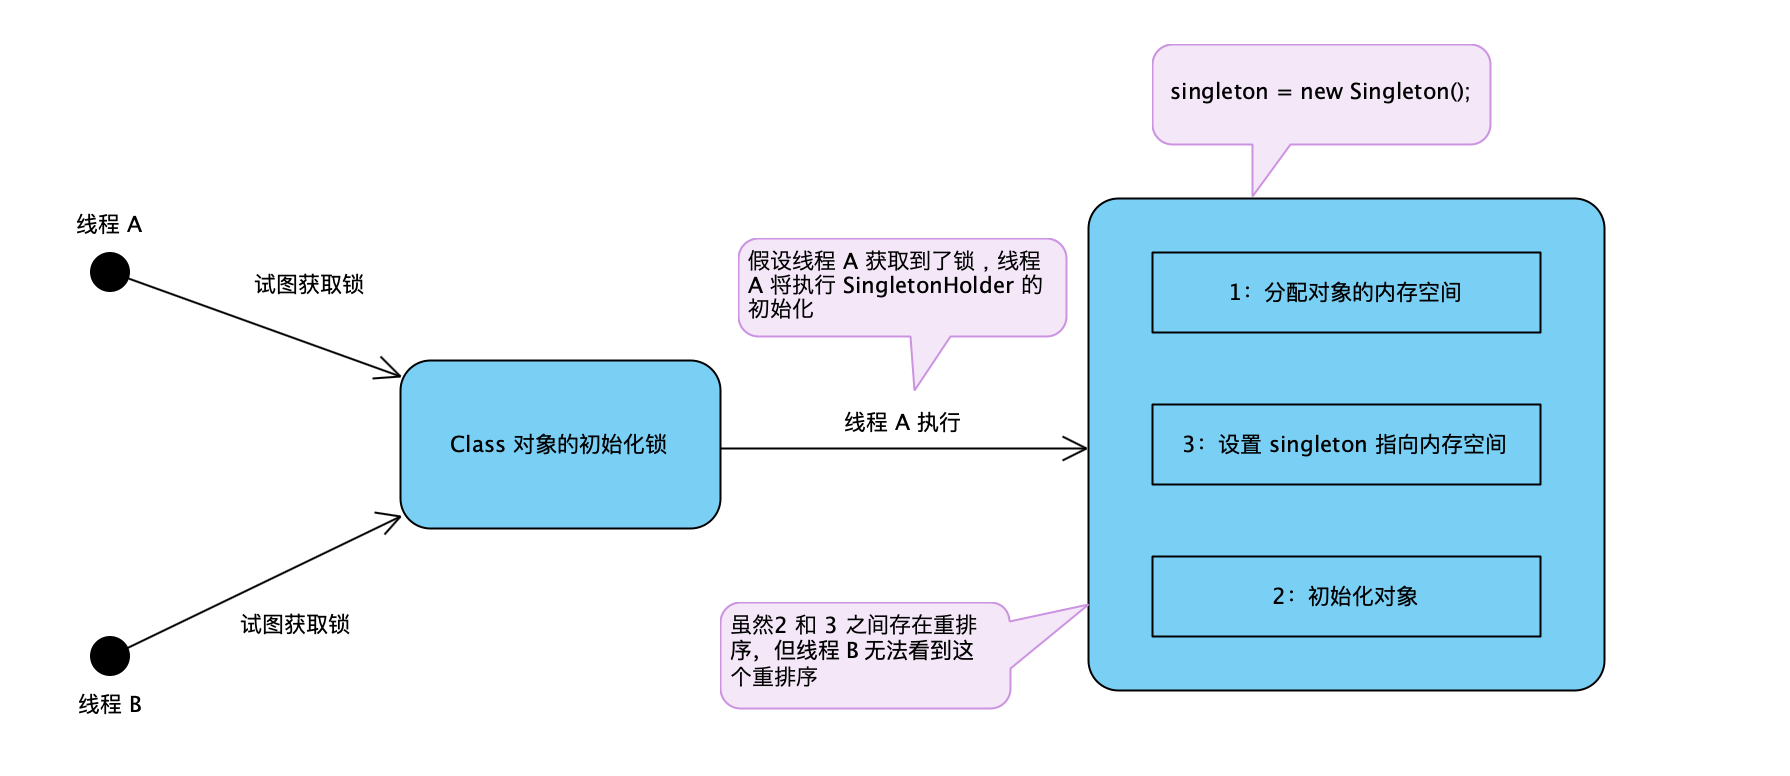 singleton = new Singleton();
线程 A
试图获取锁
假设线程 A 获取到了锁，线程
A 将执行 SingletonHolder 的
初始化
1：分配对象的内存空间
线程 A 执行
Class 对象的初始化锁
3：设置 singleton 指向内存空间
2：初始化对象
试图获取锁
虽然2 和 3 之间存在重排
序，但线程 B 无法看到这
个重排序
线程 B